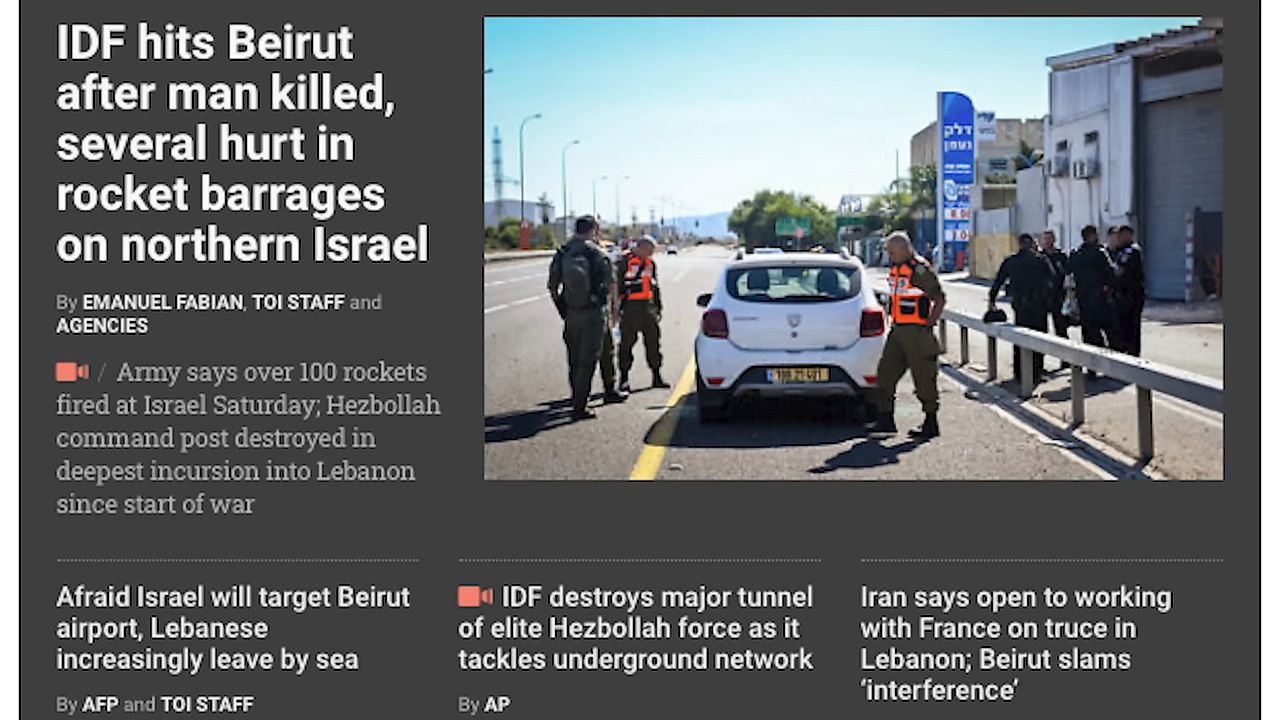 IDF hits Beirut
after man killed,
several hurt in
rocket barrages
on northern Israel
By EMANUEL FABIAN, TOI STAFF and
AGENCIES
/ Army says over 100 rockets
fired at Israel Saturday; Hezbollah
command post destroyed in
deepest incursion into Lebanon
since start of war
דלק
Afraid Israel will target Beirut
airport, Lebanese
increasingly leave by sea
By AFP and TOI STAFF
IDF destroys major tunnel
of elite Hezbollah force as it
tackles underground network
By AP
Iran says open to working
with France on truce in
Lebanon; Beirut slams
‘interference’